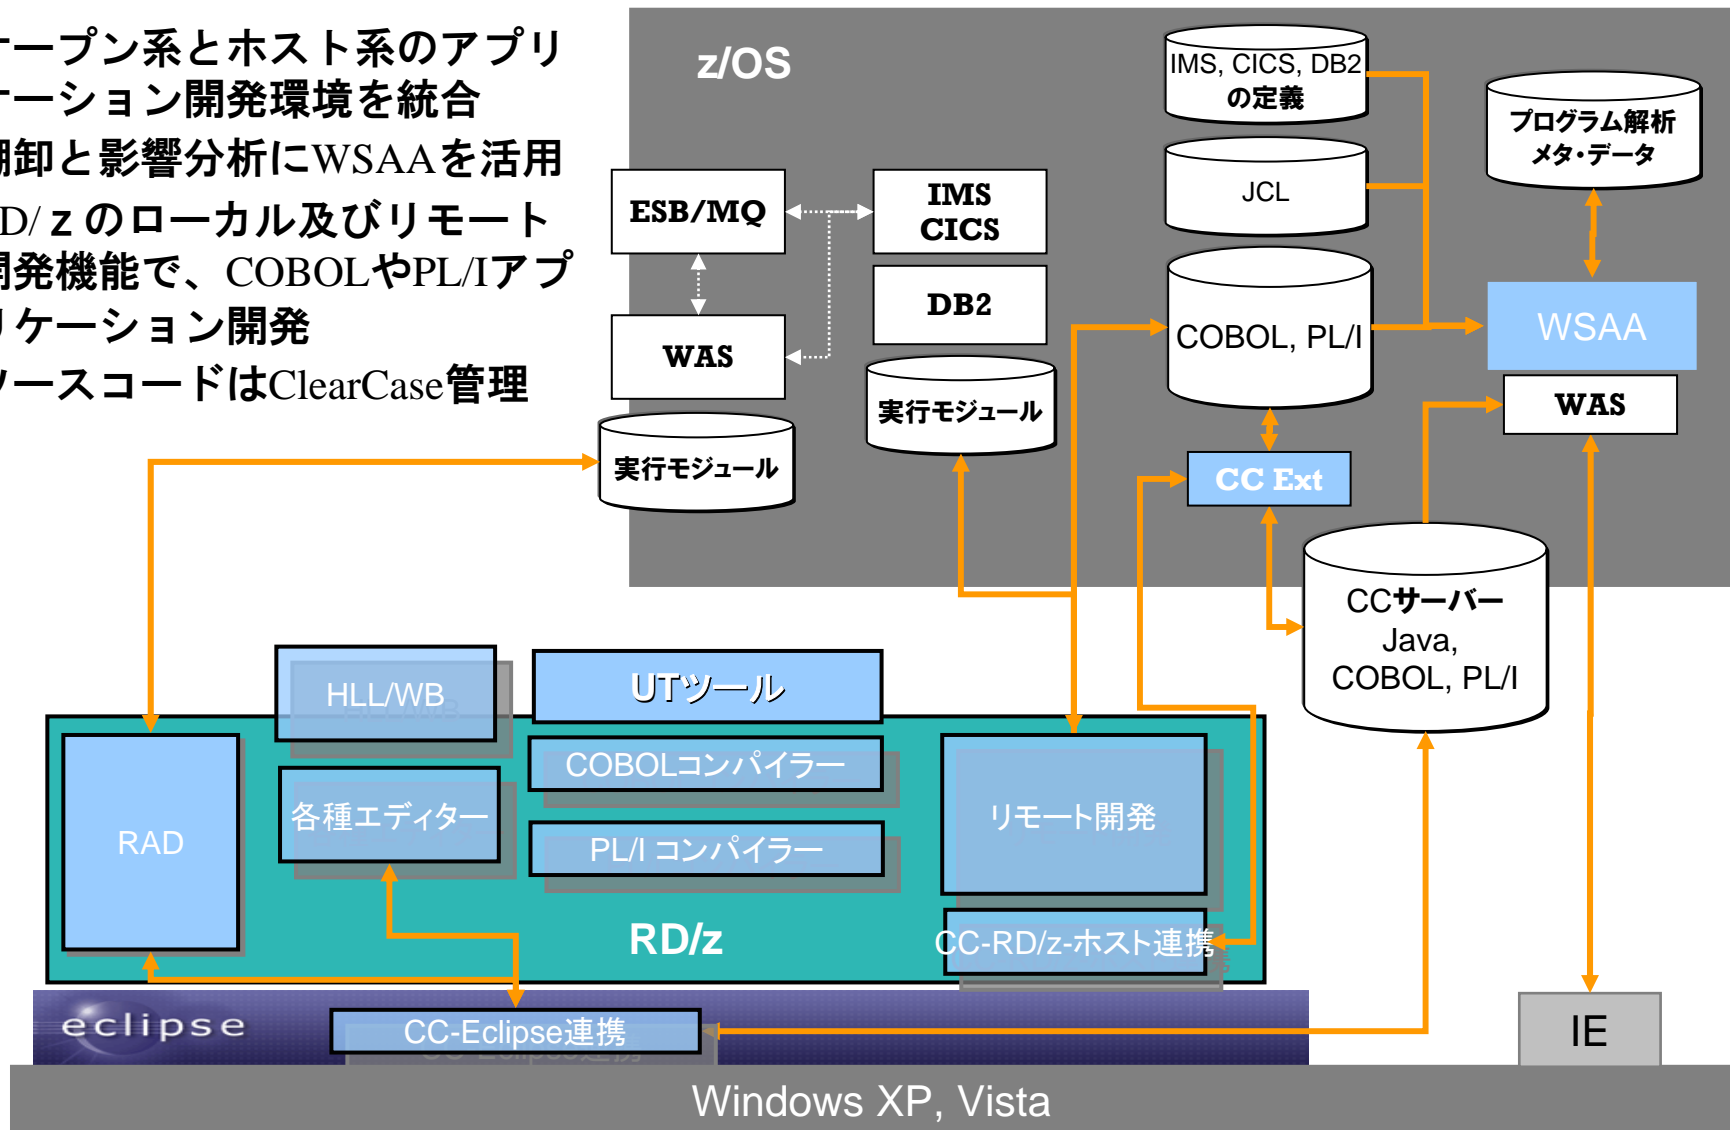 オープン系とホスト系のアプリ
ケーション開発環境を統合
棚卸と影響分析にWSAAを活用
D/ z のローカル及びリモート
開発機能で、COBOLやPL/Iアプ
リケーション開発
ソースコードはClearCase管理
z/OS
IMS, CICS, DB2
の定義
プログラム解析
メタ・データ
JCL
ESB/MQ
IMS
CICS
DB2
WAS
COBOL, PL/I
WSAA
WAS
実行モジュール
実行モジュール
CC Ext
CCサーバー
Java,
COBOL, PL/I
HLL/WB
UTツール
COBOLコンパイラー
各種エディター
リモート開発
RAD
PL/I コンパイラー
RD/z
CC-RD/z-ホスト連携
eclipse
CC-Eclipse連携
IE
Windows XP, Vista